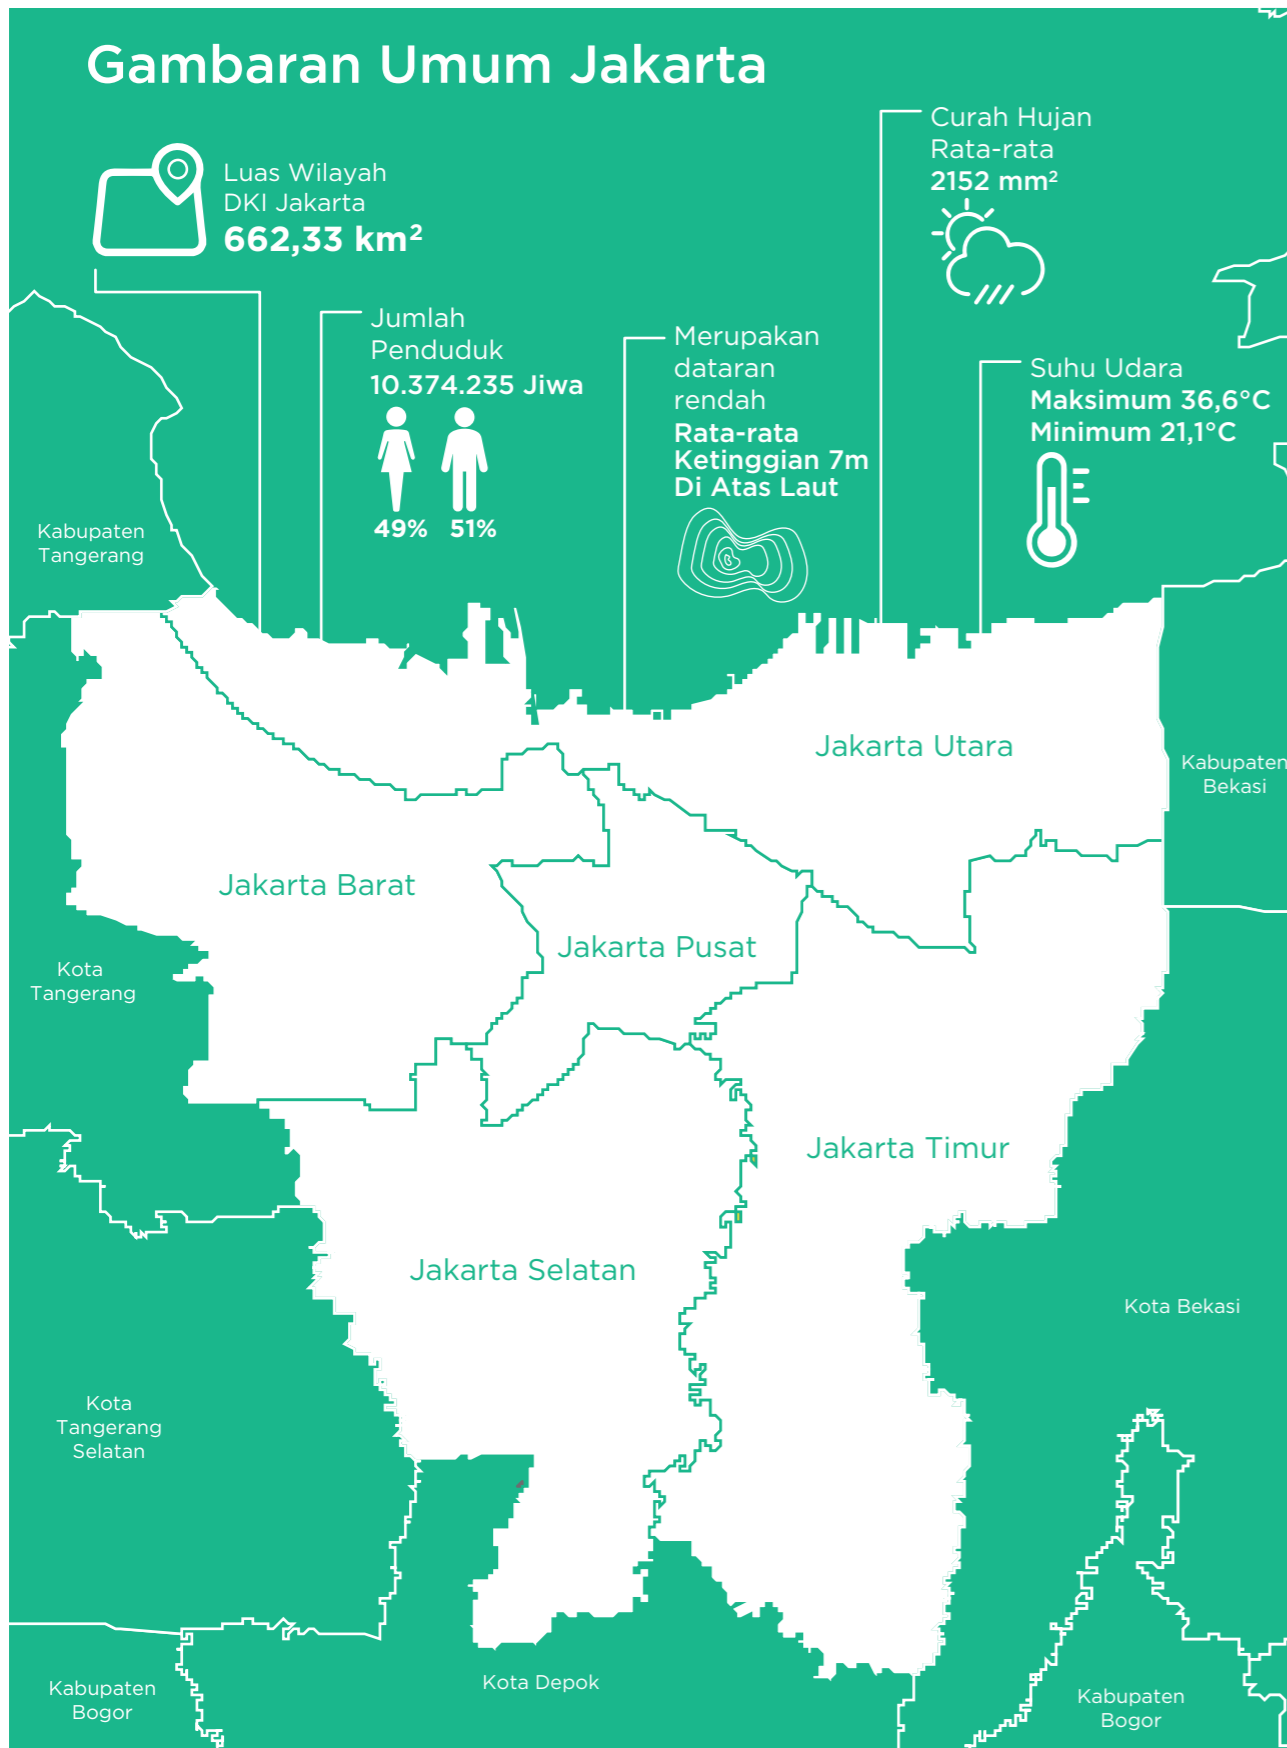 Gambaran Umum Jakarta
Luas Wilayah
DKI Jakarta
662,33 km²
Curah Hujan
Rata-rata
2152 mm²
Jumlah
Penduduk
10.374.235 Jiwa
49% 51%
Merupakan
dataran
rendah
Rata-rata
Ketinggian 7m
Di Atas Laut
Suhu Udara
Maksimum 36,6°C
Minimum 21,1°C
Kabupaten
Tangerang
Jakarta Utara
Kabupaten
Bekasi
Jakarta Barat
Jakarta Pusat
Kota
Tangerang
Jakarta Timur
Jakarta Selatan
Kota Bekasi
Kota
Tangerang
Selatan
Kota Depok
Kabupaten
Bogor
Kabupaten
Bogor